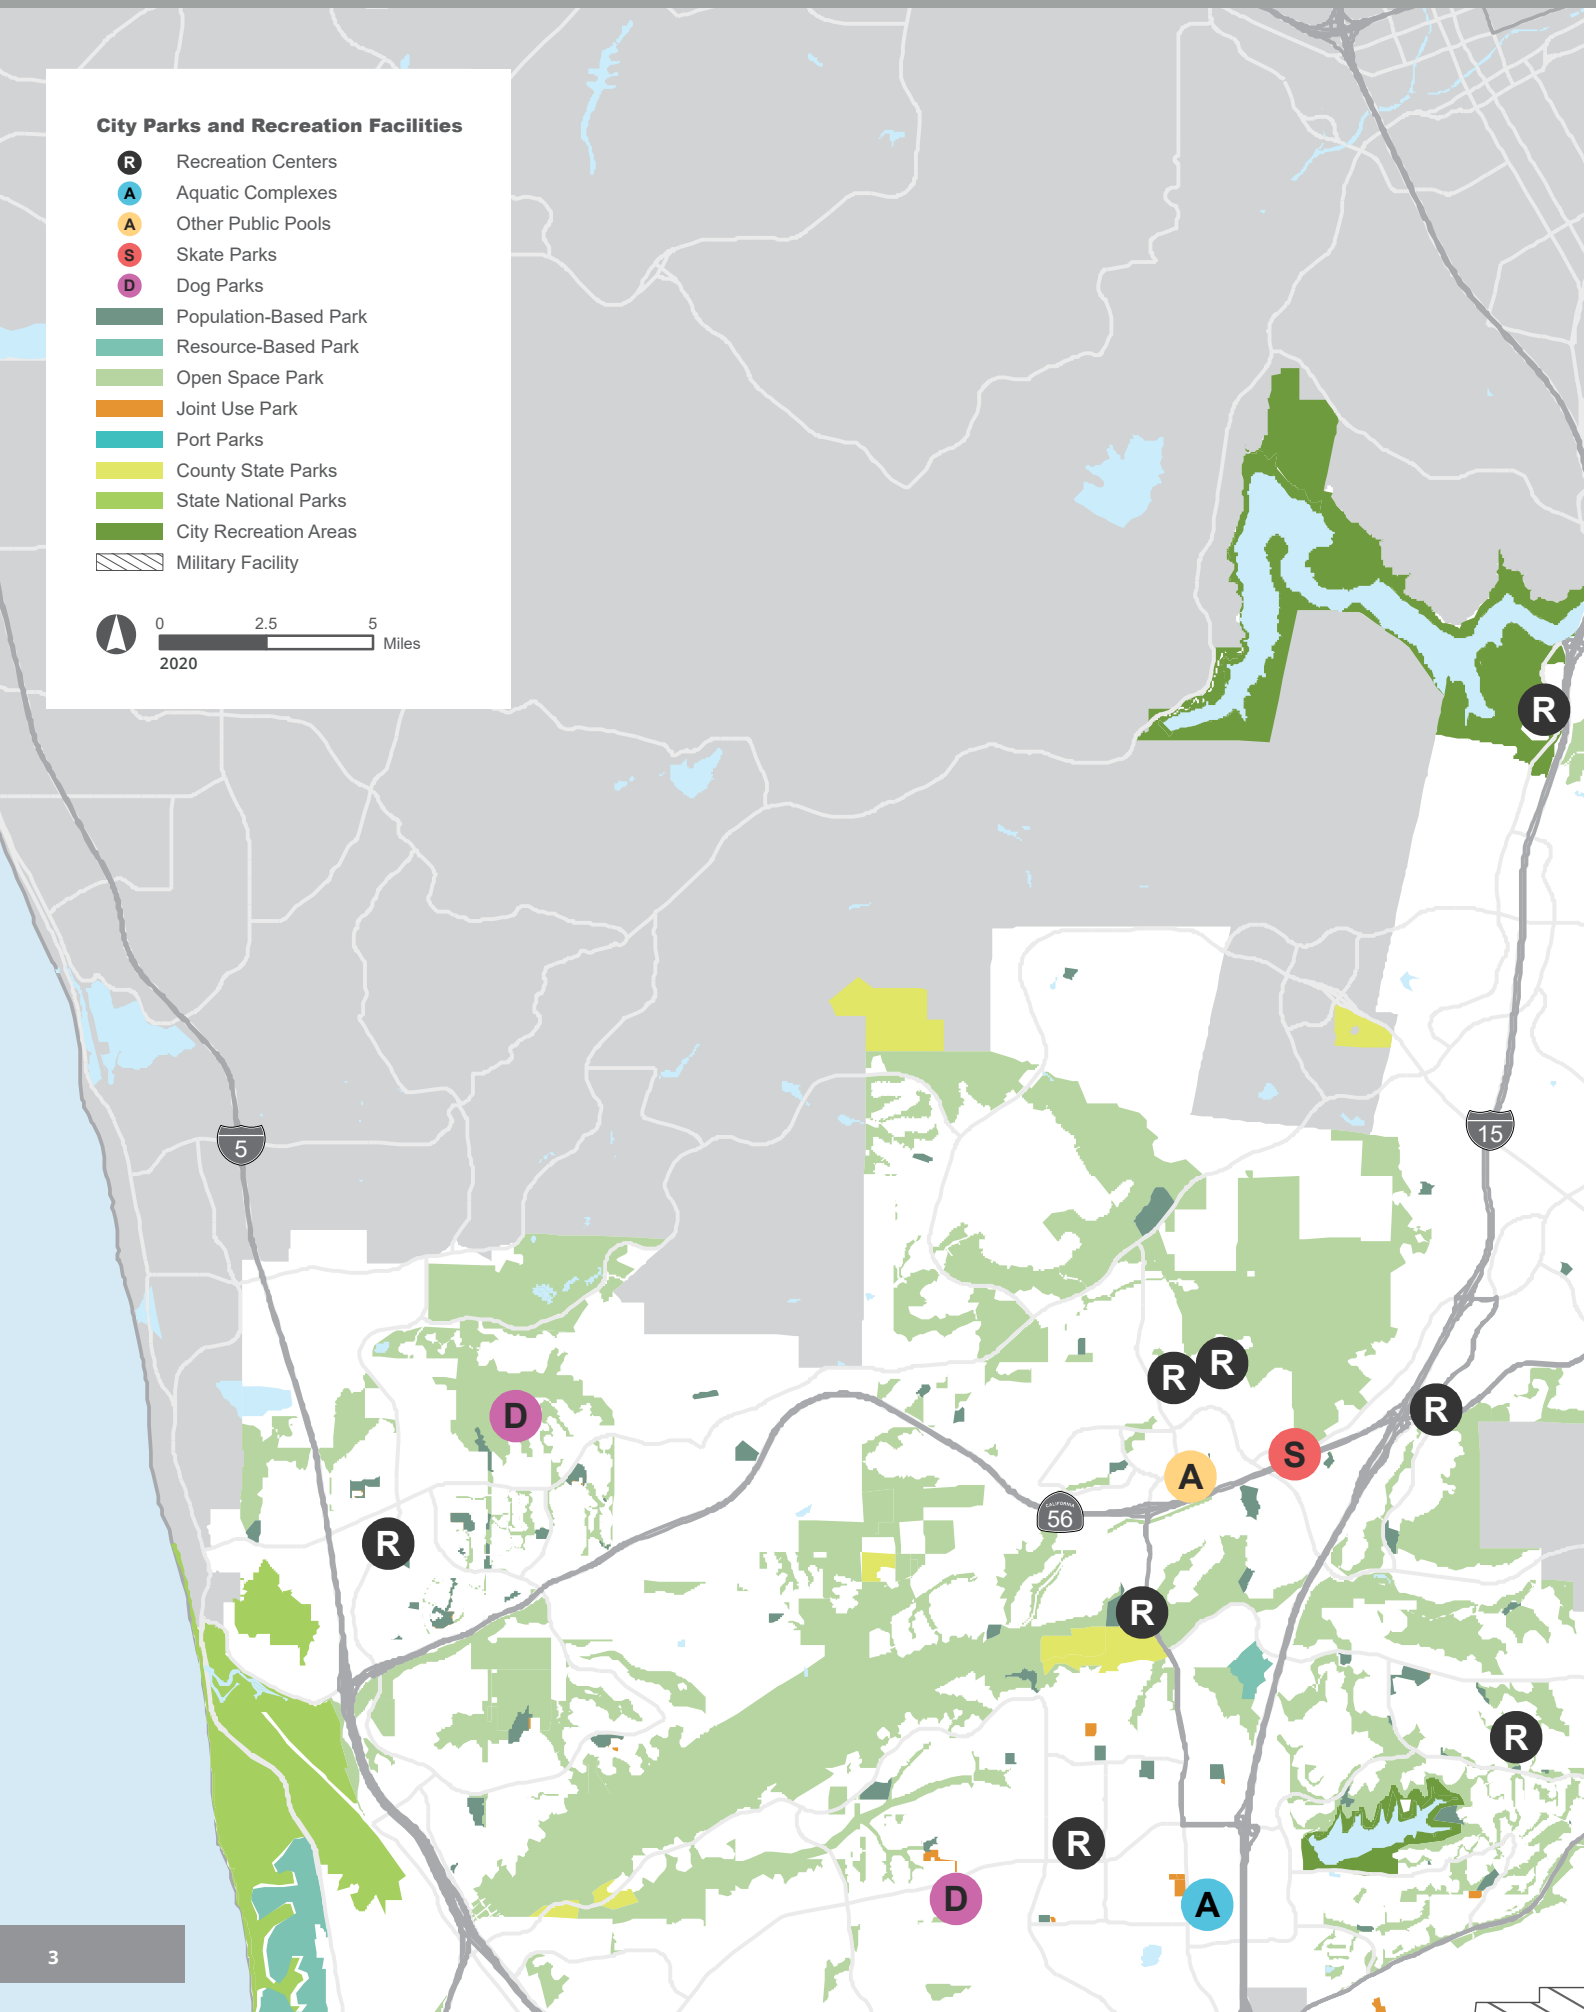 City Parks and Recreation Facilities
R Recreation Centers
A Aquatic Complexes
A Other Public Pools
S Skate Parks
D Dog Parks
Population-Based Park
Resource-Based Park
Open Space Park
Joint Use Park
Port Parks
County State Parks
State National Parks
City Recreation Areas
Military Facility
0 2.5 5
Miles
2020
R
5
15
R
R
D
R
S
A
CALIFORNIA
56
R
R
R
R
D
A
3